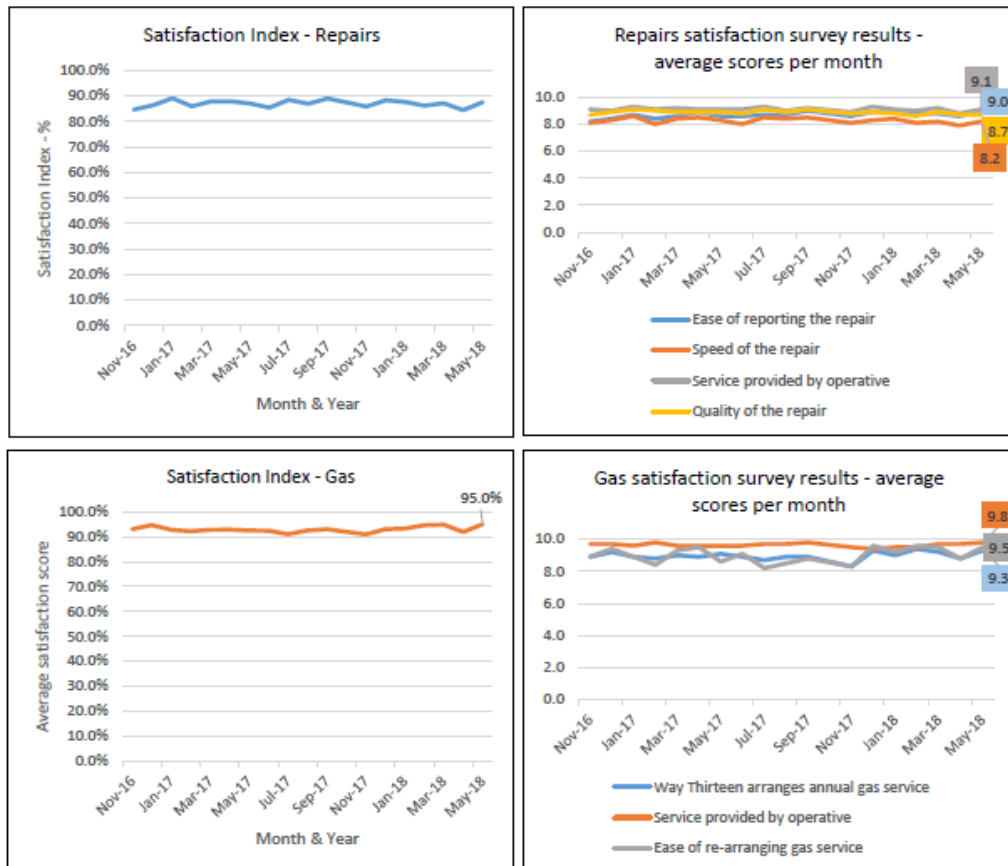 Satisfaction Index - Repairs
100.0%
90.0%
80.0%
70.0%
60.0%
50.0%
40.0%
30.0%
20.0%
10.0%
0.0%
Satisfaction Index - %
Nov-16 Jan-17 Mar-17 May-17 Jul-17 Sep-17 Nov-17 Jan-18 Mar-18 May-18
Month & Year
Repairs satisfaction survey results -
average scores per month
9.1
9.0
8.7
8.2
10.0
8.0
6.0
4.0
2.0
0.0
Nov-16 Jan-17 Mar-17 May-17 Jul-17 Sep-17 Nov-17 Jan-18 Mar-18 May-18
Ease of reporting the repair
Speed of the repair
Service provided by operative
Quality of the repair
Satisfaction Index - Gas
95.0%
100.0%
90.0%
80.0%
70.0%
60.0%
50.0%
40.0%
30.0%
20.0%
10.0%
0.0%
Average satisfaction score
Nov-16 Jan-17 Mar-17 May-17 Jul-17 Sep-17 Nov-17 Jan-18 Mar-18 May-18
Month & Year
Gas satisfaction survey results - average
scores per month
9.8
9.5
9.3
10.0
8.0
6.0
4.0
2.0
0.0
Nov-16 Jan-17 Mar-17 May-17 Jul-17 Sep-17 Nov-17 Jan-18 Mar-18 May-18
Way Thirteen arranges annual gas service
Service provided by operative
Ease of re-arranging gas service